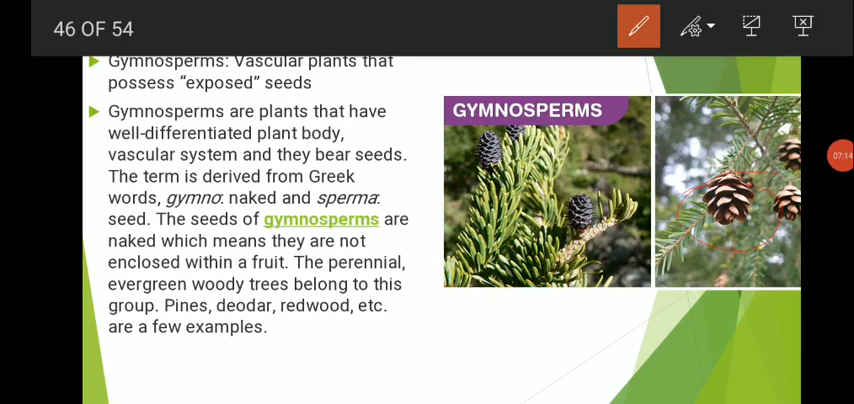 46 OF 54
Gymnosperms: Vascular plants that
possess “exposed” seeds
Gymnosperms are plants that have
well-differentiated plant body,
vascular system and they bear seeds.
The term is derived from Greek
words, gymno: naked and sperma:
seed. The seeds of gymnosperms are
naked which means they are not
enclosed within a fruit. The perennial,
evergreen woody trees belong to this
group. Pines, deodar, redwood, etc.
are a few examples.
GYMNOSPERMS
07:14